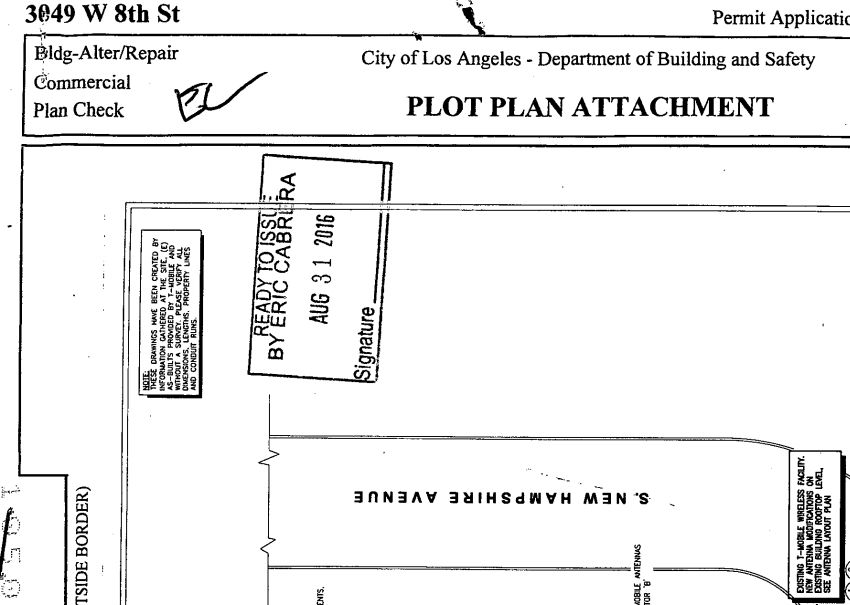 3049 W 8th St
Permit Applicatio
Bldg-Alter/Repair
City of Los Angeles - Department of Building and Safety
Commercial
Plan Check
PLOT PLAN ATTACHMENT
READY TO ISSUE
BY ERIC CABRERA
AUG 31 2016
Signature
NOTE:
THESE DRAWINGS HAVE BEEN CREATED BY
INFORMATION GATHERED AT THE SITE, (E)
AS-BUILTS PROVIDED BY T-MOBILE AND
WITHOUT A SURVEY. PLEASE VERIFY ALL
DIMENSIONS, LENGTHS, PROPERTY LINES
AND CONDUIT RUNS.
S. NEW HAMPSHIRE AVENUE
EXISTING T-MOBILE WIRELESS FACILITY.
NEW ANTENNA MODIFICATIONS ON
EXISTING BUILDING ROOFTOP LEVEL,
SEE ANTENNA LAYOUT PLAN
TSIDE BORDER)
ENTS.
OBILE ANTENNAS
TOR "B"